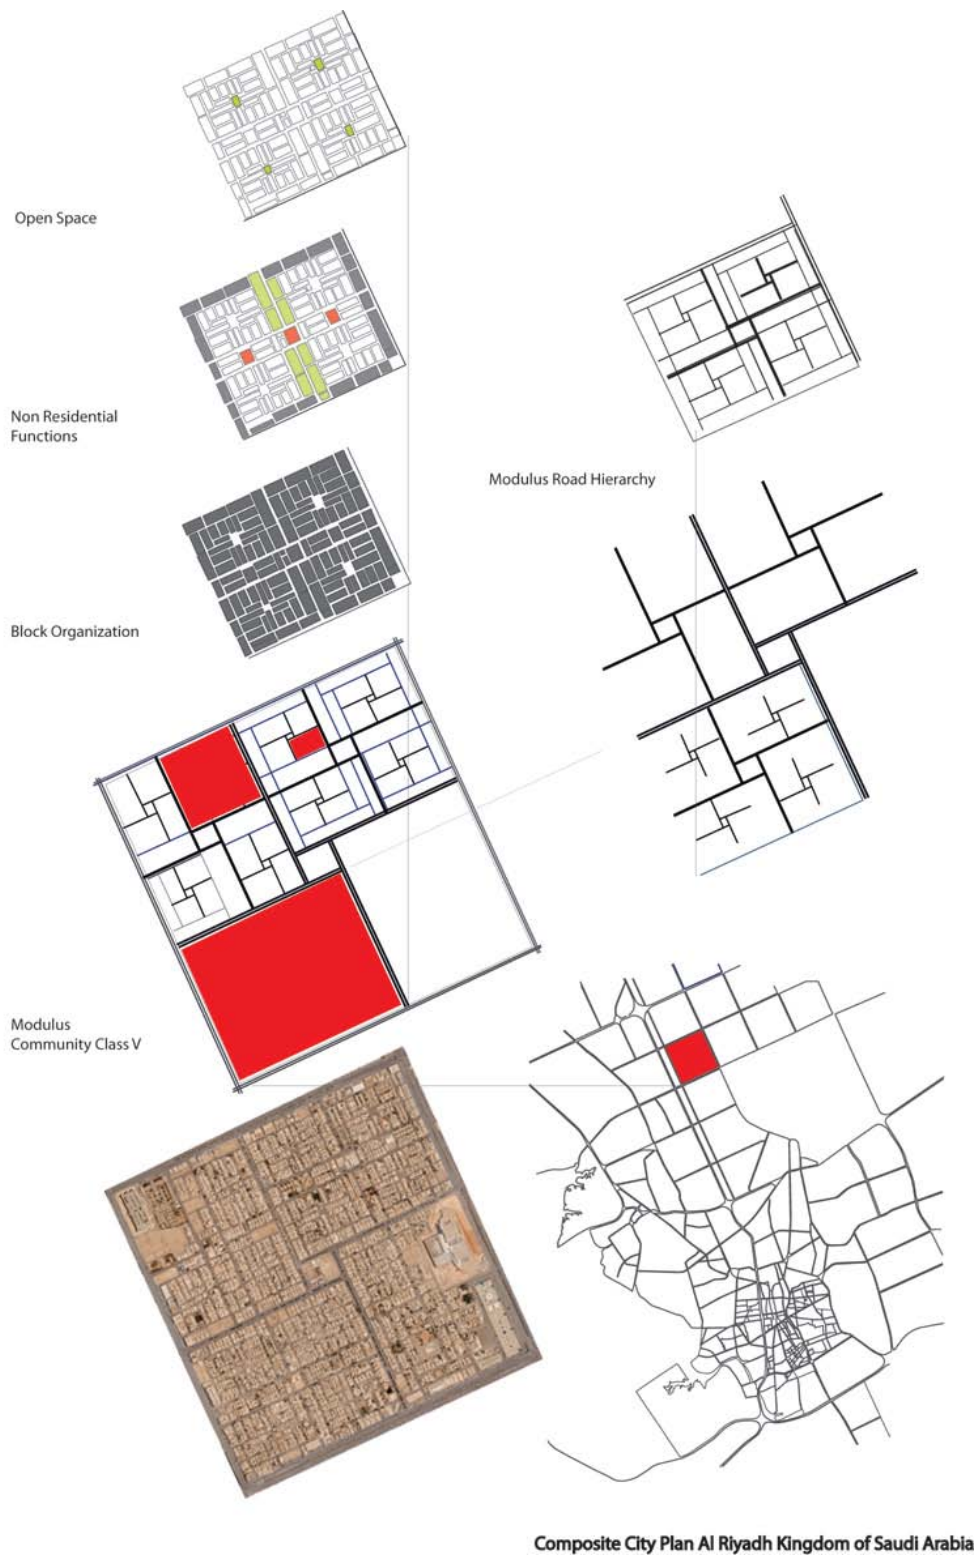 Open Space
Non Residential
Functions
Modulus Road Hierarchy
Block Organization
Modulus
Community Class V
Composite City Plan Al Riyadh Kingdom of Saudi Arabia